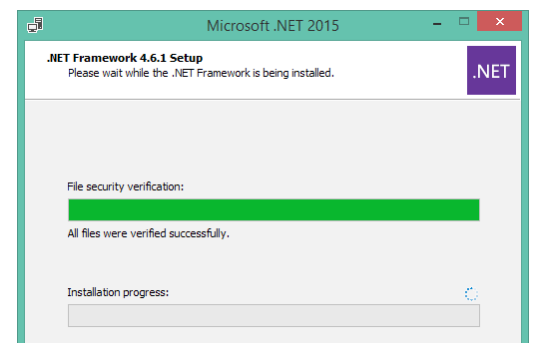 Microsoft .NET 2015
.NET Framework 4.6.1 Setup
Please wait while the .NET Framework is being installed.
.NET
File security verification:
All files were verified successfully.
Installation progress: